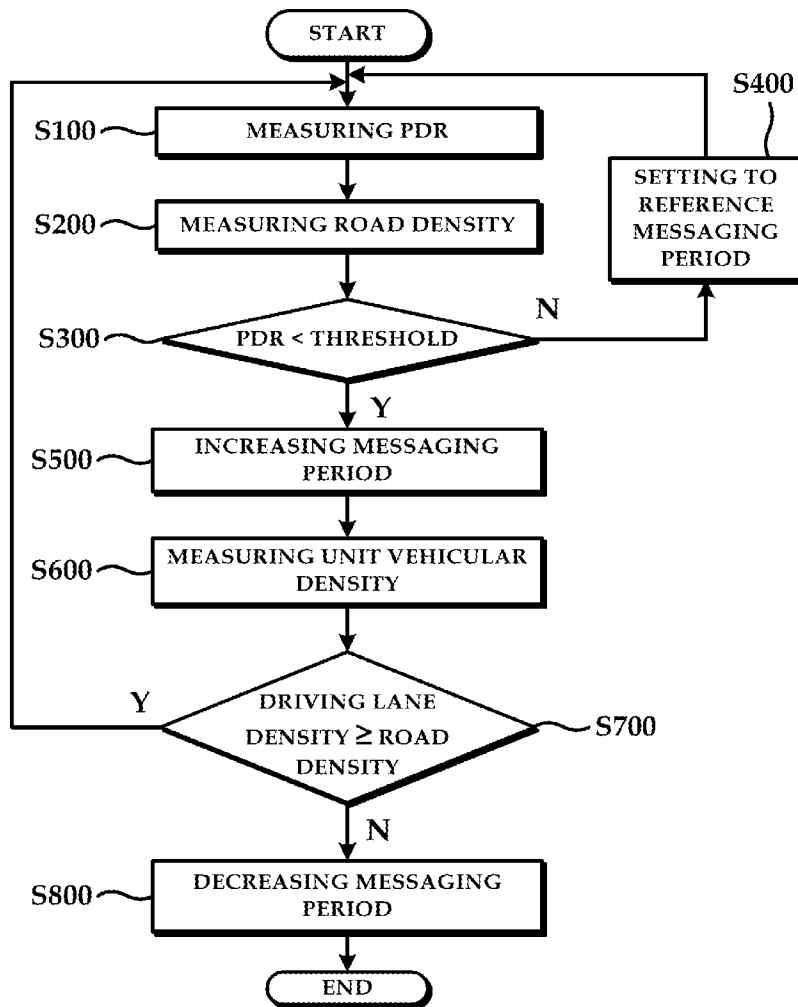 START
S400
S100
MEASURING PDR
SETTING TO
REFERENCE
MESSAGING
PERIOD
S200
MEASURING ROAD DENSITY
S300
PDR < THRESHOLD
N
Y
S500
INCREASING MESSAGING
PERIOD
S600
MEASURING UNIT VEHICULAR
DENSITY
Y
DRIVING LANE
DENSITY ≥ ROAD
DENSITY
S700
N
S800
DECREASING MESSAGING
PERIOD
END